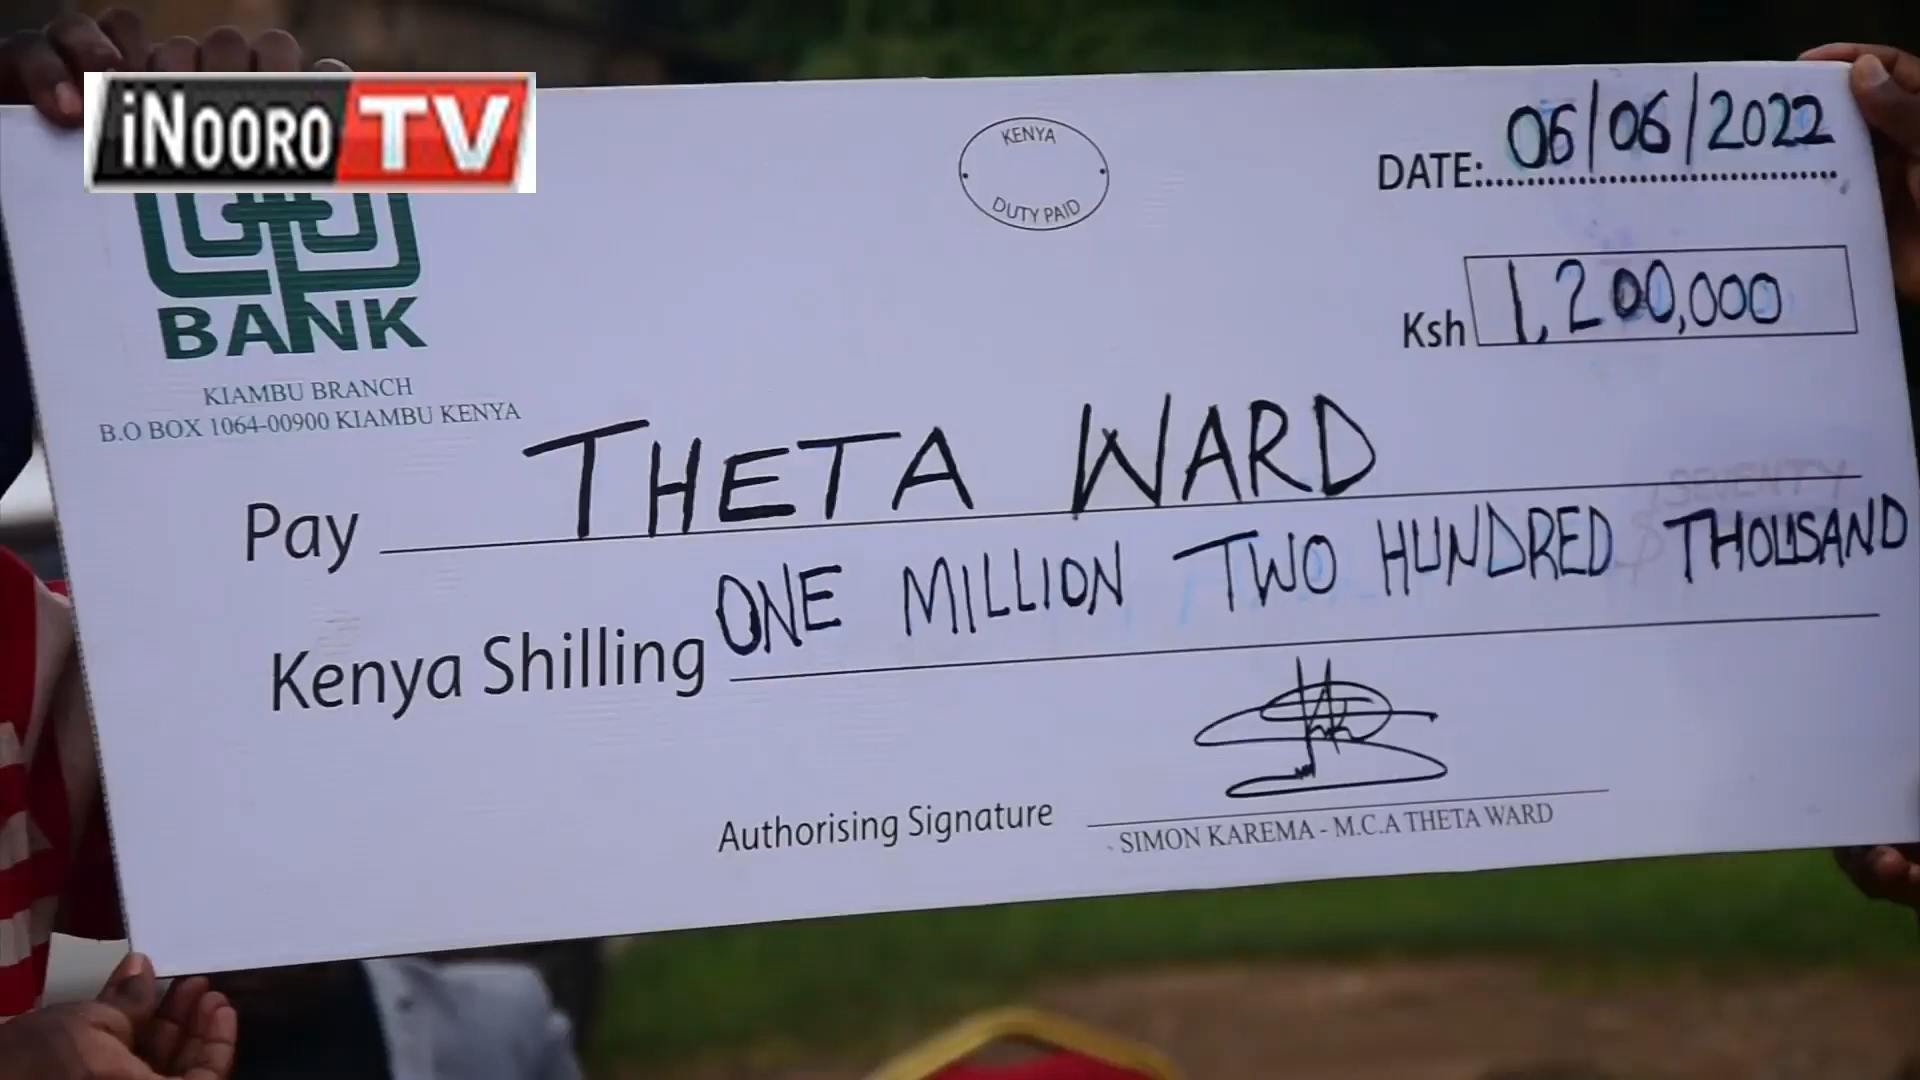 iNOORO TV
BANK
KIAMBU BRANCH
B.O BOX 1064-00900 KIAMBU KENYA
KENYA
DUTY PAID
DATE: 06/06/2022
Ksh 1,200,000
Pay THETA WARD
SEVENTY
Kenya Shilling ONE MILLION TWO HUNDRED THOUSAND
Authorising Signature
SIMON KAREMA - M.C.A THETA WARD